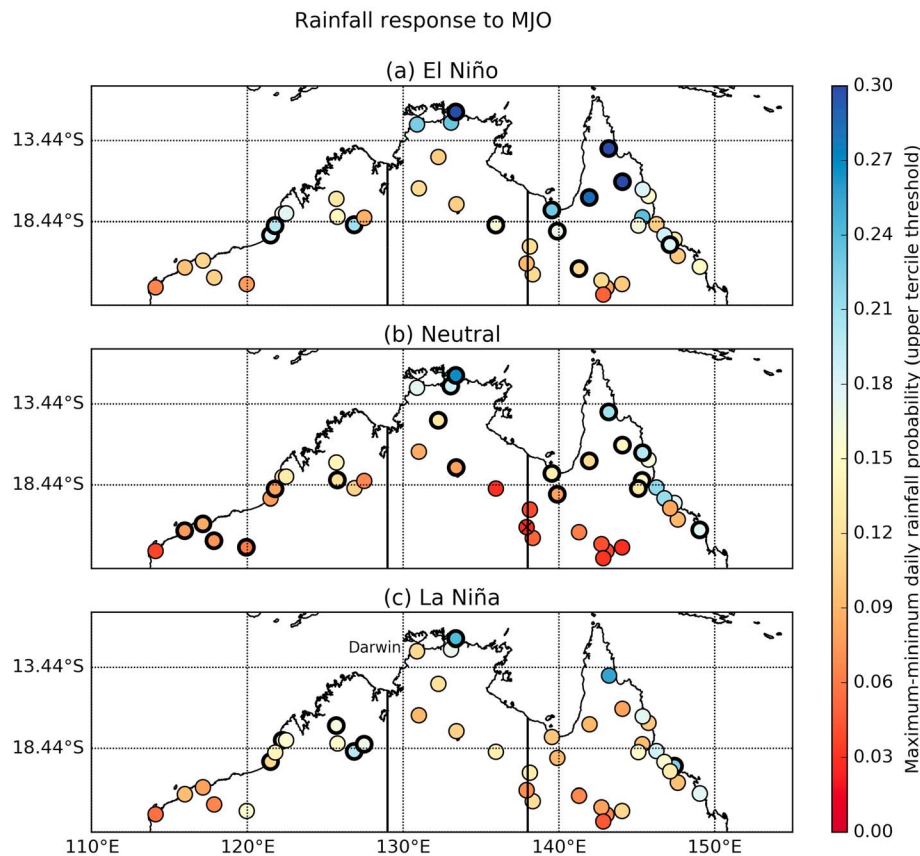 Rainfall response to MJO
(a) El Niño
13.44°S
18.44°S
(b) Neutral
13.44°S
18.44°S
(c) La Niña
Darwin
13.44°S
18.44°S
110°E 120°E 130°E 140°E 150°E
0.30
0.27
0.24
0.21
0.18
0.15
0.12
0.09
0.06
0.03
0.00
Maximum-minimum daily rainfall probability (upper tercile threshold)